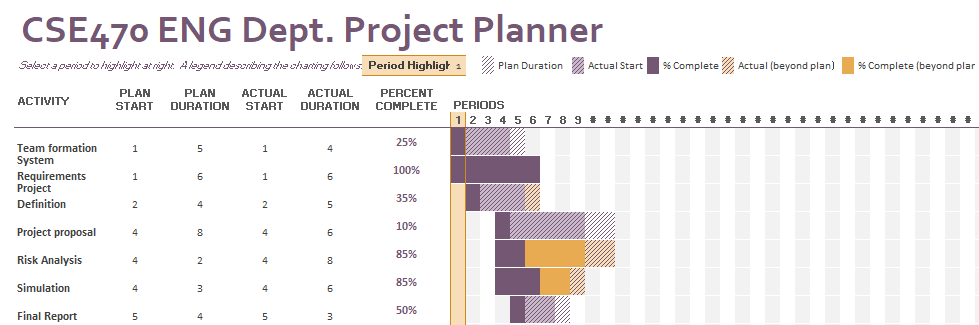 CSE470 ENG Dept. Project Planner
Select a period to highlight at right. A legend describing the charting follows. Period Highligh 1 Plan Duration Actual Start % Complete Actual (beyond plan) % Complete (beyond plan
ACTIVITY PLAN START PLAN DURATION ACTUAL START ACTUAL DURATION PERCENT COMPLETE PERIODS
1 2 3 4 5 6 7 8 9 # # # # # # # # # # # # # # # # # # # # # # # # # #
Team formation 1 5 1 4 25%
System
Requirements 1 6 1 6 100%
Project
Definition 2 4 2 5 35%
Project proposal 4 8 4 6 10%
Risk Analysis 4 2 4 8 85%
Simulation 4 3 4 6 85%
Final Report 5 4 5 3 50%